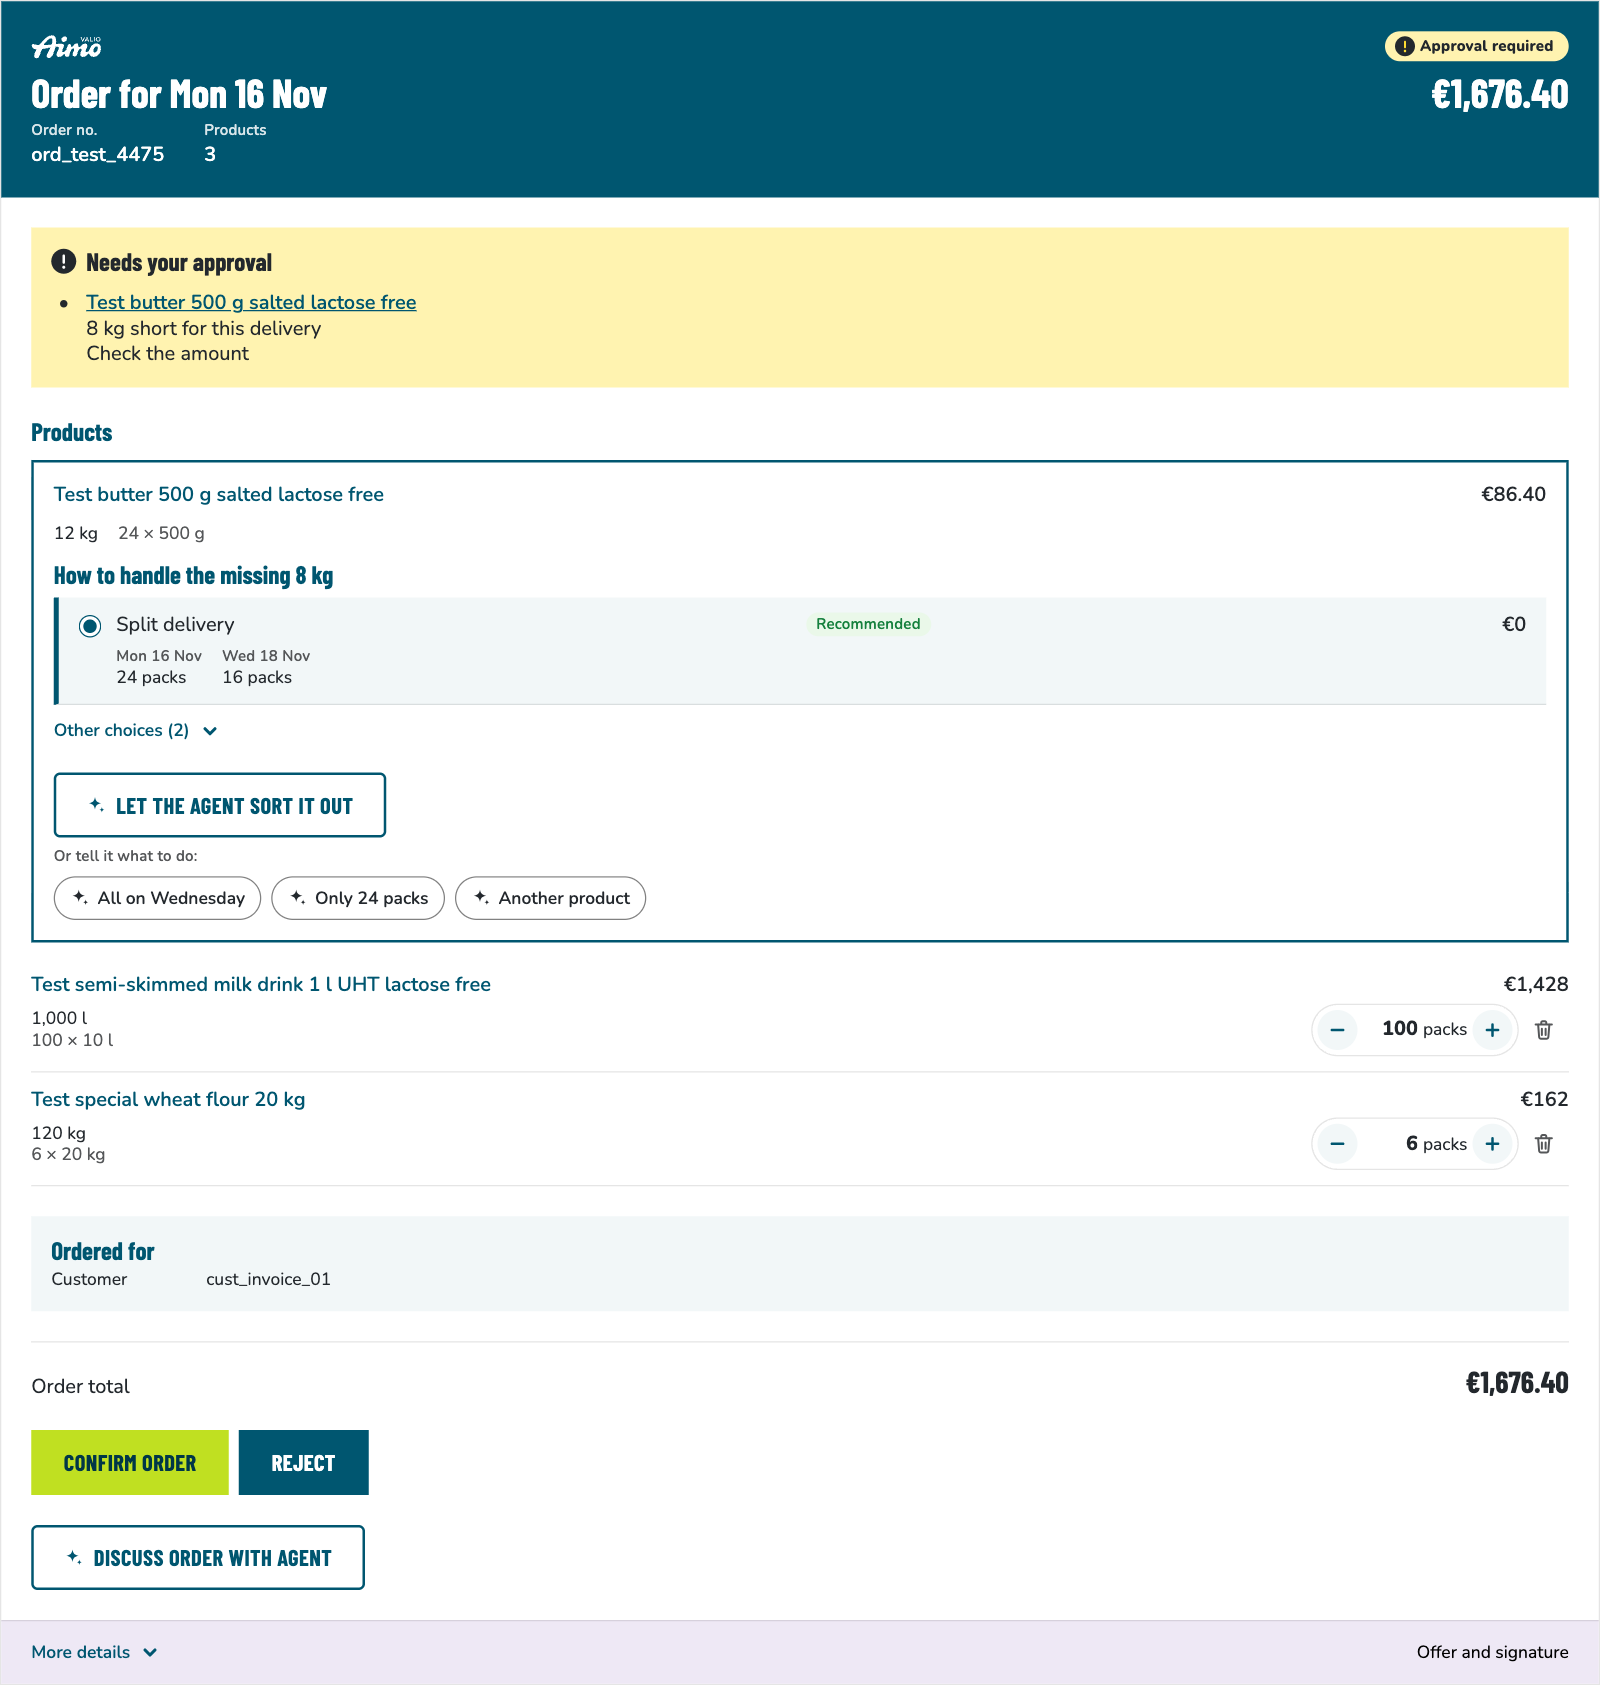 Aimo VALIO
Approval required
Order for Mon 16 Nov
€1,676.40
Order no.
Products
ord_test_4475
3
Needs your approval
• Test butter 500 g salted lactose free
8 kg short for this delivery
Check the amount
Products
Test butter 500 g salted lactose free
€86.40
12 kg 24 × 500 g
How to handle the missing 8 kg
Split delivery
Recommended
€0
Mon 16 Nov Wed 18 Nov
24 packs 16 packs
Other choices (2)
LET THE AGENT SORT IT OUT
Or tell it what to do:
All on Wednesday
Only 24 packs
Another product
Test semi-skimmed milk drink 1 l UHT lactose free
€1,428
1,000 l
100 × 10 l
− 100 packs +
Test special wheat flour 20 kg
€162
120 kg
6 × 20 kg
− 6 packs +
Ordered for
Customer cust_invoice_01
Order total
€1,676.40
CONFIRM ORDER
REJECT
DISCUSS ORDER WITH AGENT
More details
Offer and signature